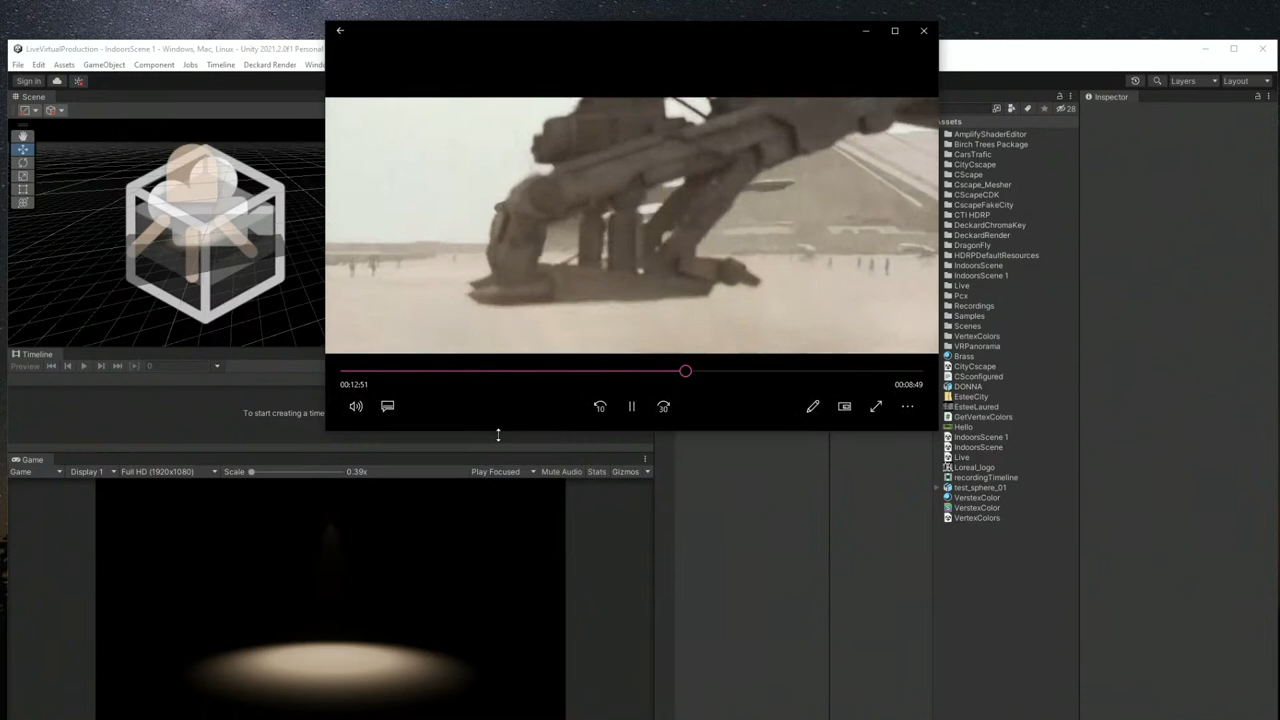 LiveVirtualProduction - IndoorsScene 1 - Windows, Mac, Linux - Unity 2021.2.0f1 Personal
File Edit Assets GameObject Component Jobs Timeline Deckard Render Windo
Sign In
Layers
Layout
Scene
Inspector
28
ssets
AmplifyShaderEditor
Birch Trees Package
CarsTrafic
CityCscape
CScape
Cscape_Mesher
CScapeCDK
CscapeFakeCity
CTI HDRP
DeckardChromaKey
DeckardRender
DragonFly
HDRPDefaultResources
IndoorsScene
IndoorsScene 1
Live
Pcx
Recordings
Samples
Scenes
VertexColors
VRPanorama
Brass
CityCscape
CSconfigured
DONNA
EsteeCity
EsteeLaured
GetVertexColors
Hello
IndoorsScene 1
IndoorsScene
Live
Loreal_logo
recordingTimeline
test_sphere_01
VerstexColor
VerstexColor
VertexColors
Timeline
Preview
0
To start creating a time
00:12:51
00:08:49
10
30
Game
Game Display 1 Full HD (1920x1080) Scale 0.39x Play Focused Mute Audio Stats Gizmos